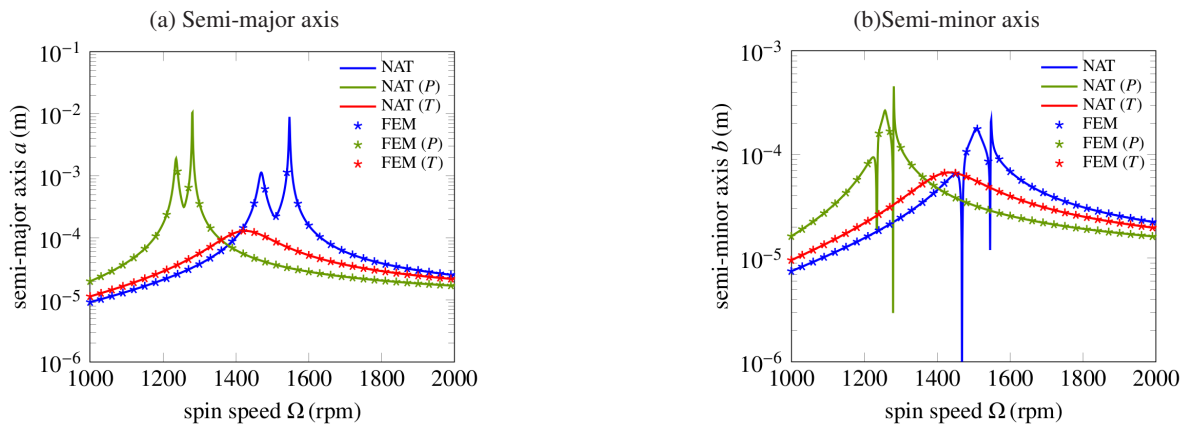 (a) Semi-major axis
10⁻¹
10⁻²
10⁻³
10⁻⁴
10⁻⁵
10⁻⁶
semi-major axis a (m)
NAT
NAT (P)
NAT (T)
FEM
FEM (P)
FEM (T)
1000 1200 1400 1600 1800 2000
spin speed Ω (rpm)
(b)Semi-minor axis
10⁻³
10⁻⁴
10⁻⁵
10⁻⁶
semi-minor axis b (m)
NAT
NAT (P)
NAT (T)
FEM
FEM (P)
FEM (T)
1000 1200 1400 1600 1800 2000
spin speed Ω (rpm)